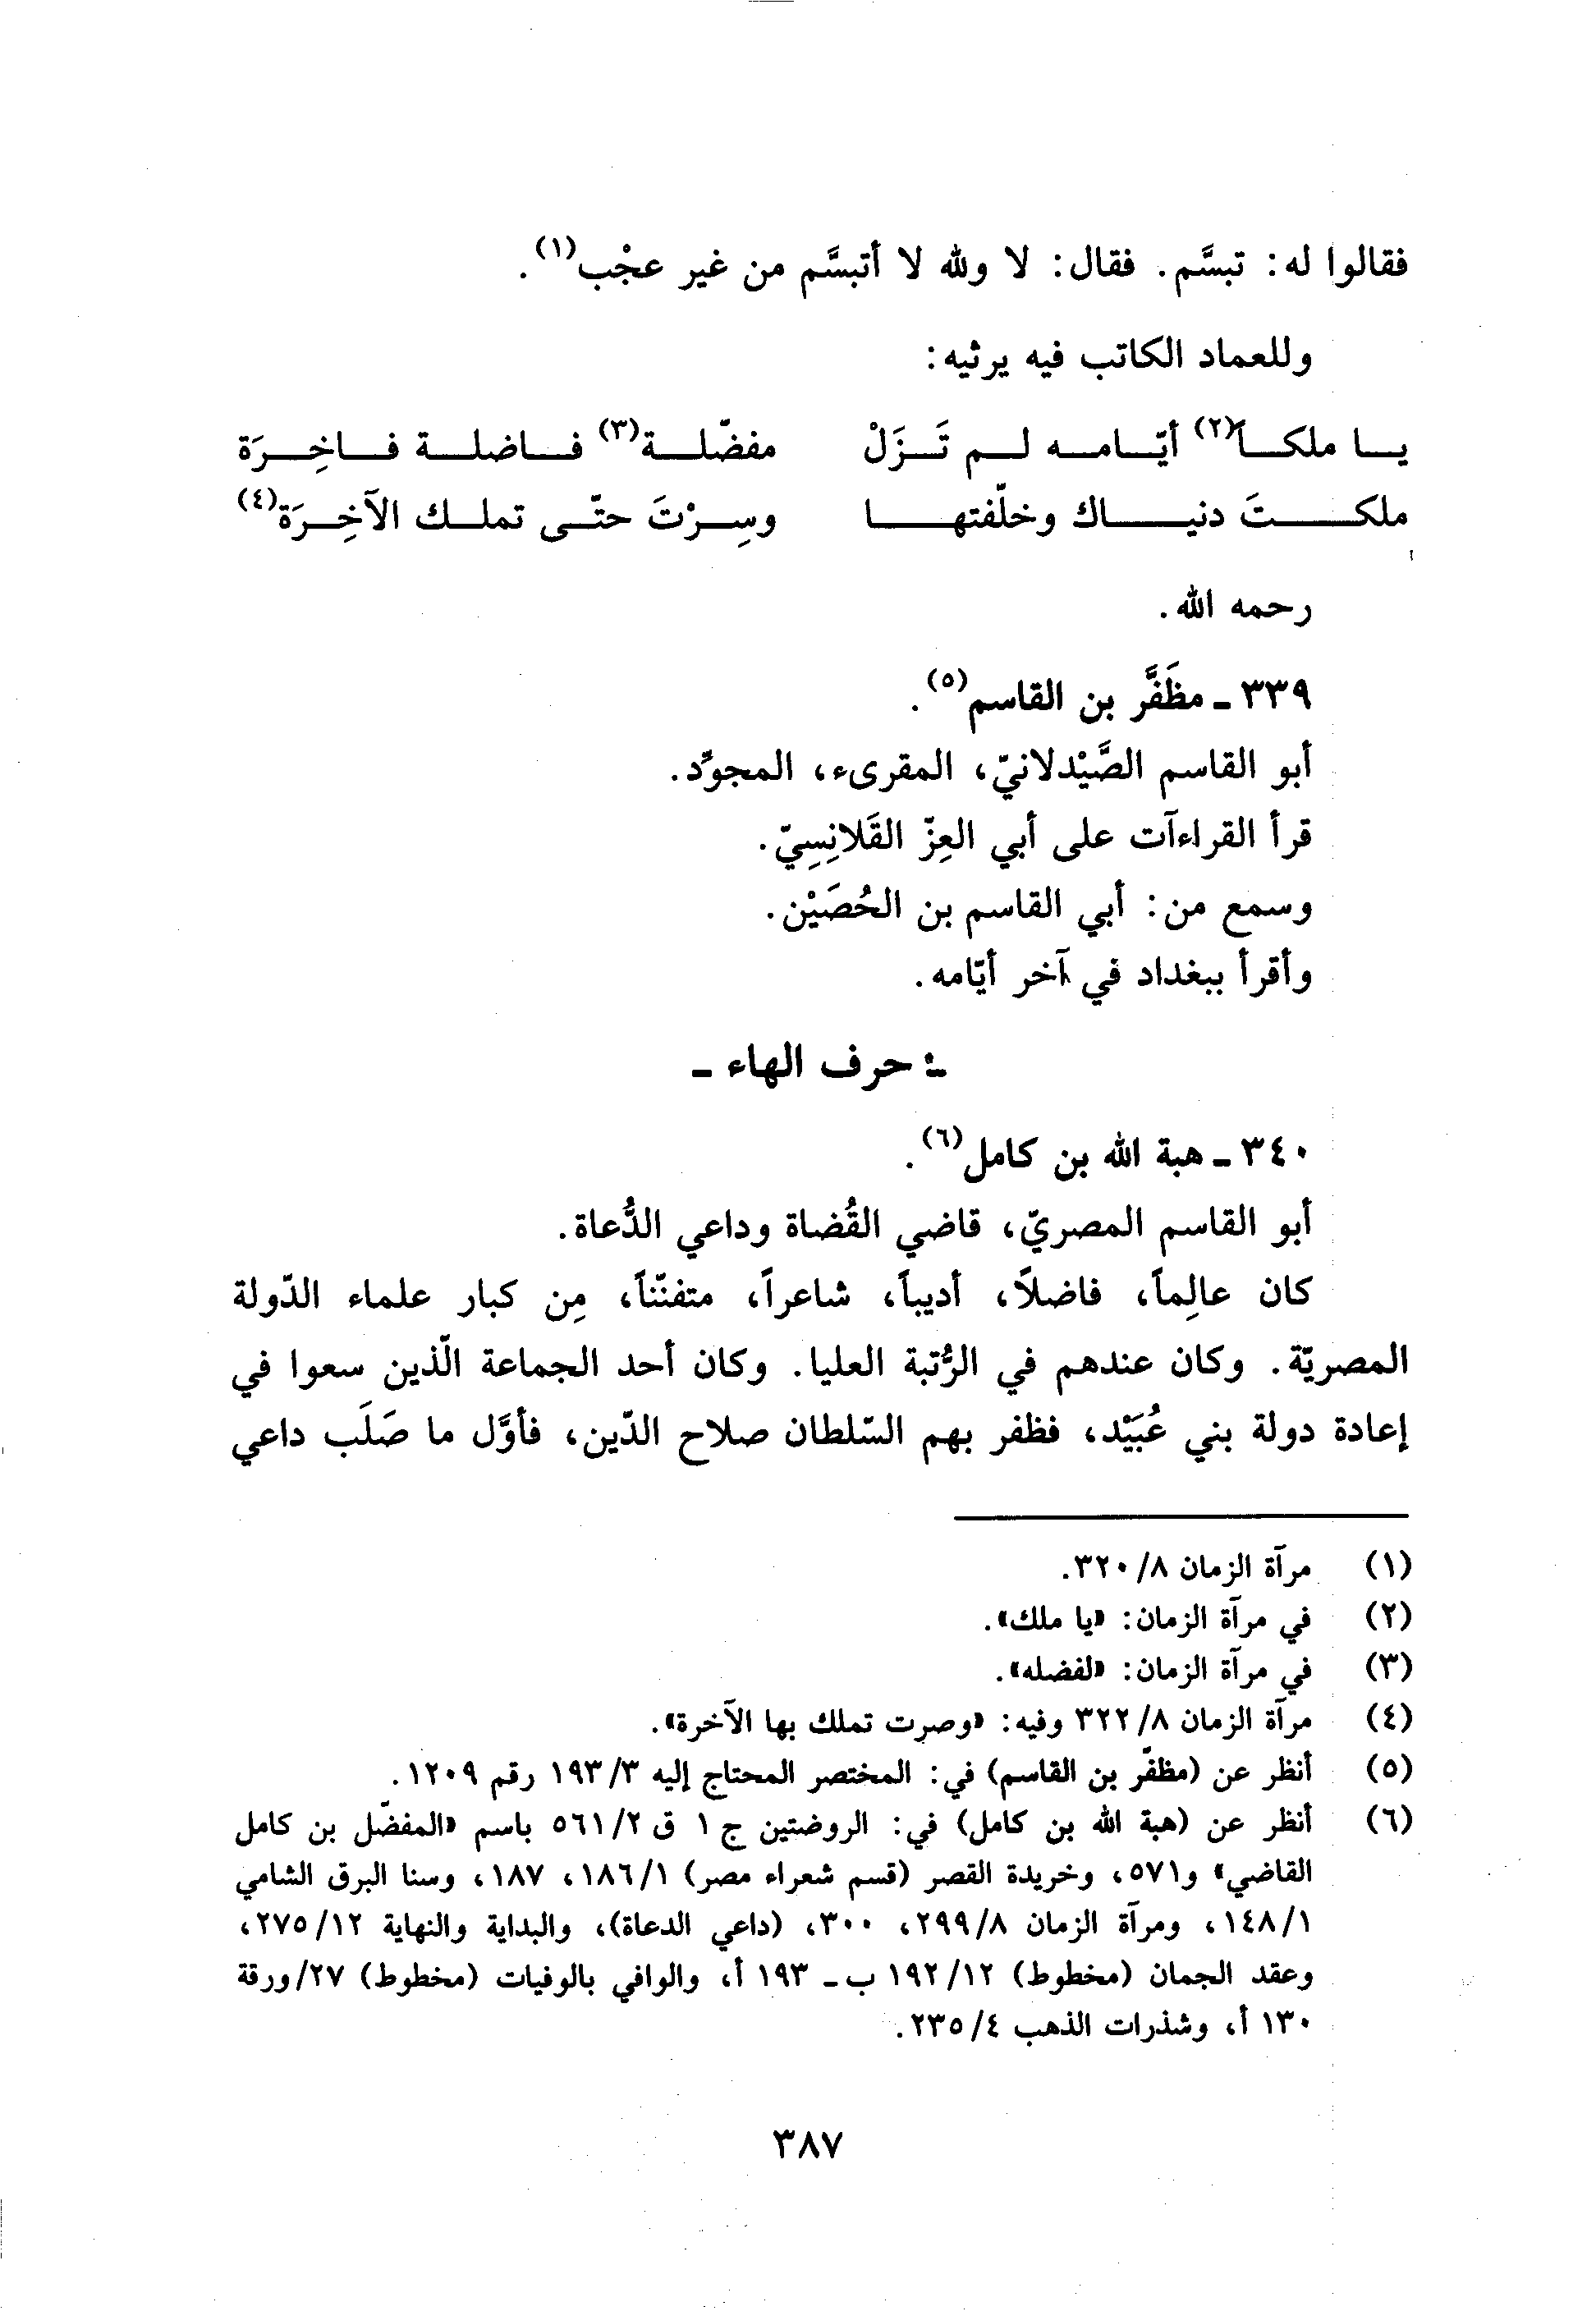 فقالوا له: تبسَّم. فقال: لا والله لا أتبسَّم من غير عجْب(١).
وللعماد الكاتب فيه يرثيه:
يا ملكاً(٢) أيّامه لم تَزَلْ مفضّلة(٣) فاضلة فاخِرَة
ملكتَ دنياك وخلّفتها وسِرْتَ حتّى تملك الآخِرَة(٤)
رحمه الله.
٣٣٩ ـ مظَفَّر بن القاسم(٥).
أبو القاسم الصَّيْدلانيّ، المقرىء، المجوِّد.
قرأ القراءآت على أبي العِزّ القَلانِسِيّ.
وسمع من: أبي القاسم بن الحُصَيْن.
وأقرأ ببغداد في آخر أيّامه.
ـ حرف الهاء ـ
٣٤٠ ـ هبة الله بن كامل(٦).
أبو القاسم المصريّ، قاضي القُضاة وداعي الدُّعاة.
كان عالِماً، فاضلاً، أديباً، شاعراً، متفنّناً، مِن كبار علماء الدّولة
المصريّة. وكان عندهم في الرُّتبة العليا. وكان أحد الجماعة الّذين سعوا في
إعادة دولة بني عُبَيْد، فظفر بهم السّلطان صلاح الدّين، فأوَّل ما صَلَب داعي
(١) مرآة الزمان ٨/ ٣٢٠.
(٢) في مرآة الزمان: «يا ملك».
(٣) في مرآة الزمان: «لفضله».
(٤) مرآة الزمان ٨/ ٣٢٢ وفيه: «وصرت تملك بها الآخرة».
(٥) أنظر عن (مظفّر بن القاسم) في: المختصر المحتاج إليه ٣/ ١٩٣ رقم ١٢٠٩.
(٦) أنظر عن (هبة الله بن كامل) في: الروضتين ج ١ ق ٢/ ٥٦١ باسم «المفضّل بن كامل
القاضي» و٥٧١، وخريدة القصر (قسم شعراء مصر) ١/ ١٨٦، ١٨٧، وسنا البرق الشامي
١/ ١٤٨، ومرآة الزمان ٨/ ٢٩٩، ٣٠٠، (داعي الدعاة)، والبداية والنهاية ١٢/ ٢٧٥،
وعقد الجمان (مخطوط) ١٢/ ١٩٢ ب ـ ١٩٣ أ، والوافي بالوفيات (مخطوط) ٢٧/ ورقة
١٣٠ أ، وشذرات الذهب ٤/ ٢٣٥.
٣٨٧